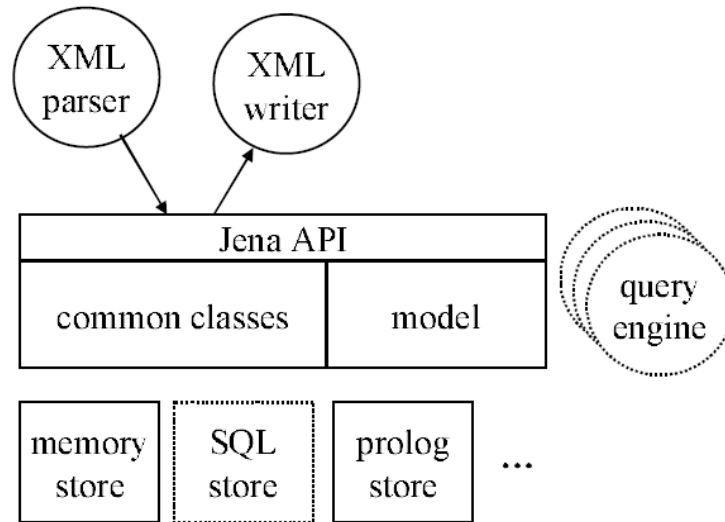 XML
parser
XML
writer
Jena API
common classes
model
query
engine
memory
store
SQL
store
prolog
store
...